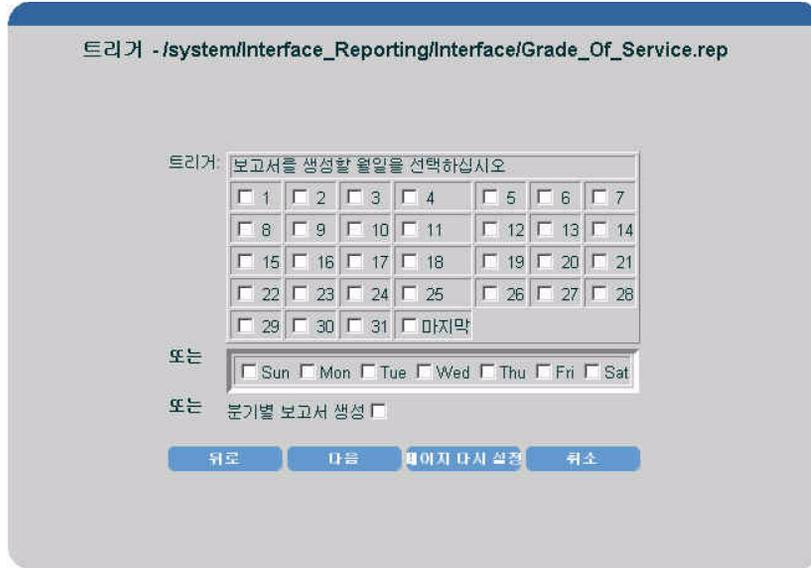 트리거 - /system/Interface_Reporting/Interface/Grade_Of_Service.rep
트리거: 보고서를 생성할 월일을 선택하십시오
1 2 3 4 5 6 7
8 9 10 11 12 13 14
15 16 17 18 19 20 21
22 23 24 25 26 27 28
29 30 31 마지막
또는 Sun Mon Tue Wed Thu Fri Sat
또는 분기별 보고서 생성
뒤로 다음 페이지 다시 설정 취소